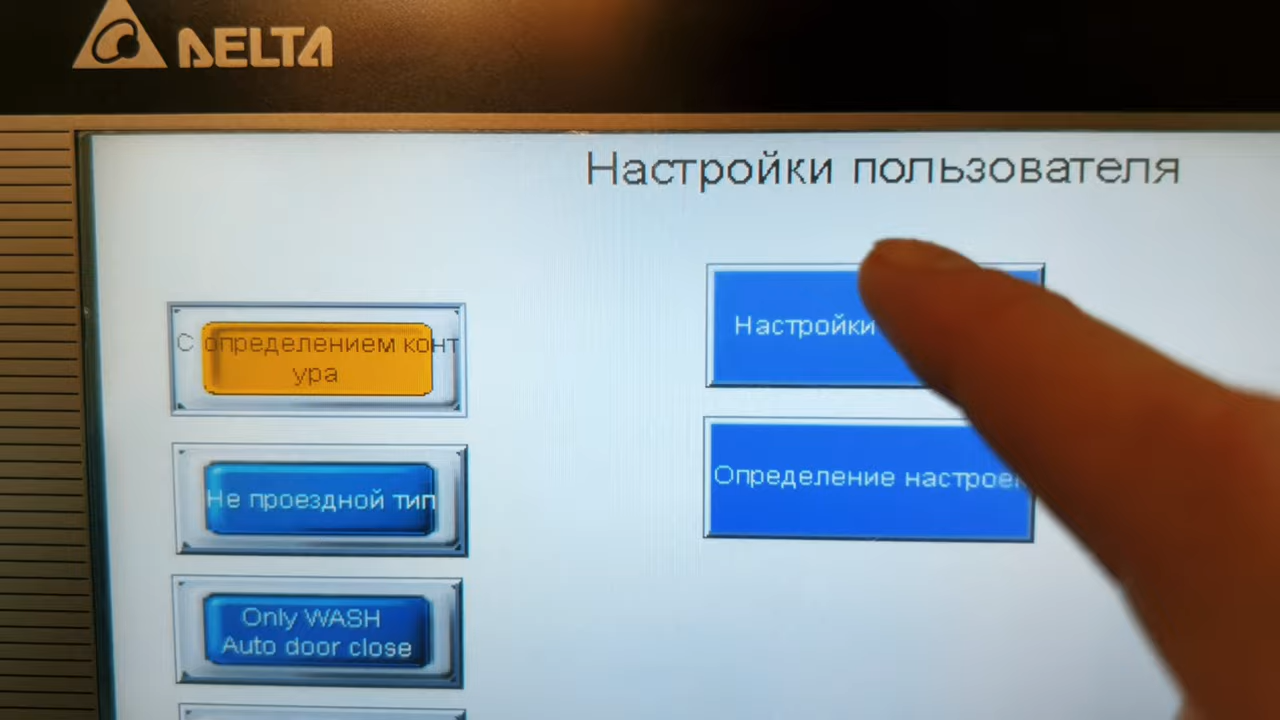 DELTA
Настройки пользователя
С определением конт
ура
Настройки
Не проездной тип
Определение настрое
Only WASH
Auto door close